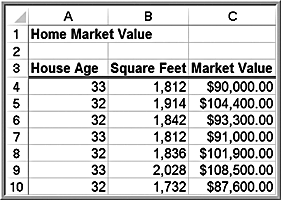 A B C
1 Home Market Value
2
3 House Age Square Feet Market Value
4 33 1,812 $90,000.00
5 32 1,914 $104,400.00
6 32 1,842 $93,300.00
7 33 1,812 $91,000.00
8 32 1,836 $101,900.00
9 33 2,028 $108,500.00
10 32 1,732 $87,600.00